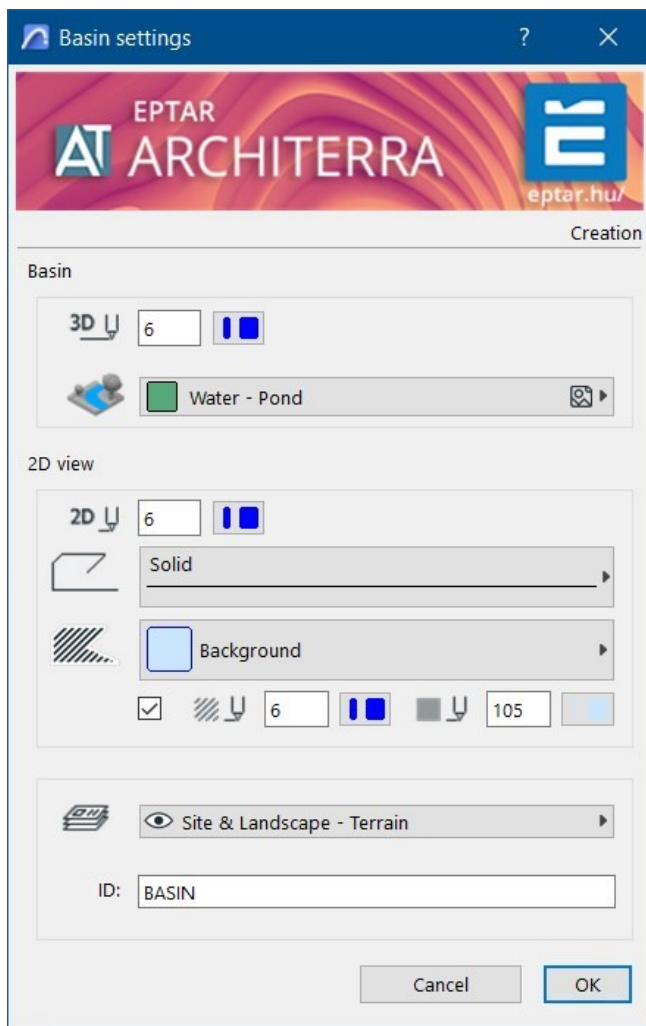 Basin settings ? ×
EPTAR
AT ARCHITERRA
eptar.hu/
Creation
Basin
3D 6
Water - Pond
2D view
2D 6
Solid
Background
6 105
Site & Landscape - Terrain
ID: BASIN
Cancel OK